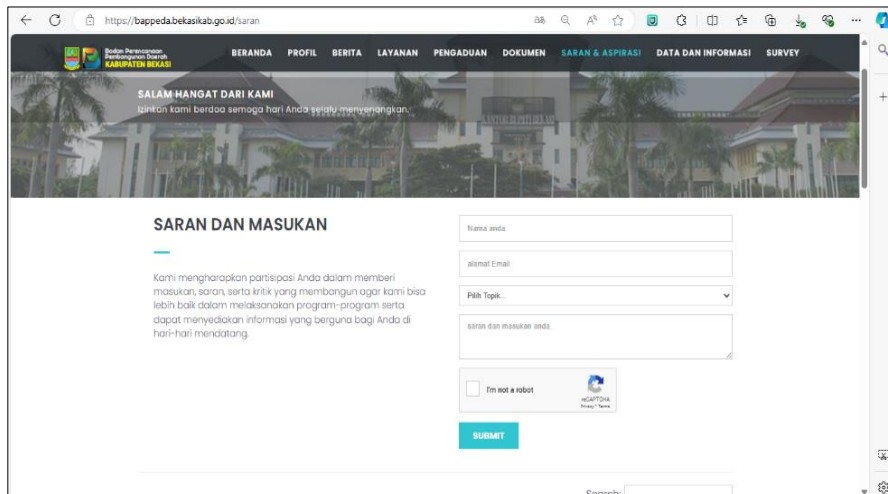 https://bappeda.bekasikab.go.id/saran
Badan Perencanaan
Pembangunan Daerah
KABUPATEN BEKASI
BERANDA PROFIL BERITA LAYANAN PENGADUAN DOKUMEN SARAN & ASPIRASI DATA DAN INFORMASI SURVEY
SALAM HANGAT DARI KAMI
Izinkan kami berdoa semoga hari Anda selalu menyenangkan.
SARAN DAN MASUKAN
Kami mengharapkan partisipasi Anda dalam memberi
masukan, saran, serta kritik yang membangun agar kami bisa
lebih baik dalam melaksanakan program-program serta
dapat menyediakan informasi yang berguna bagi Anda di
hari-hari mendatang.
Nama anda
alamat Email
Pilih Topik...
saran dan masukan anda..
I'm not a robot
reCAPTCHA
Privacy - Terms
SUBMIT
Search: